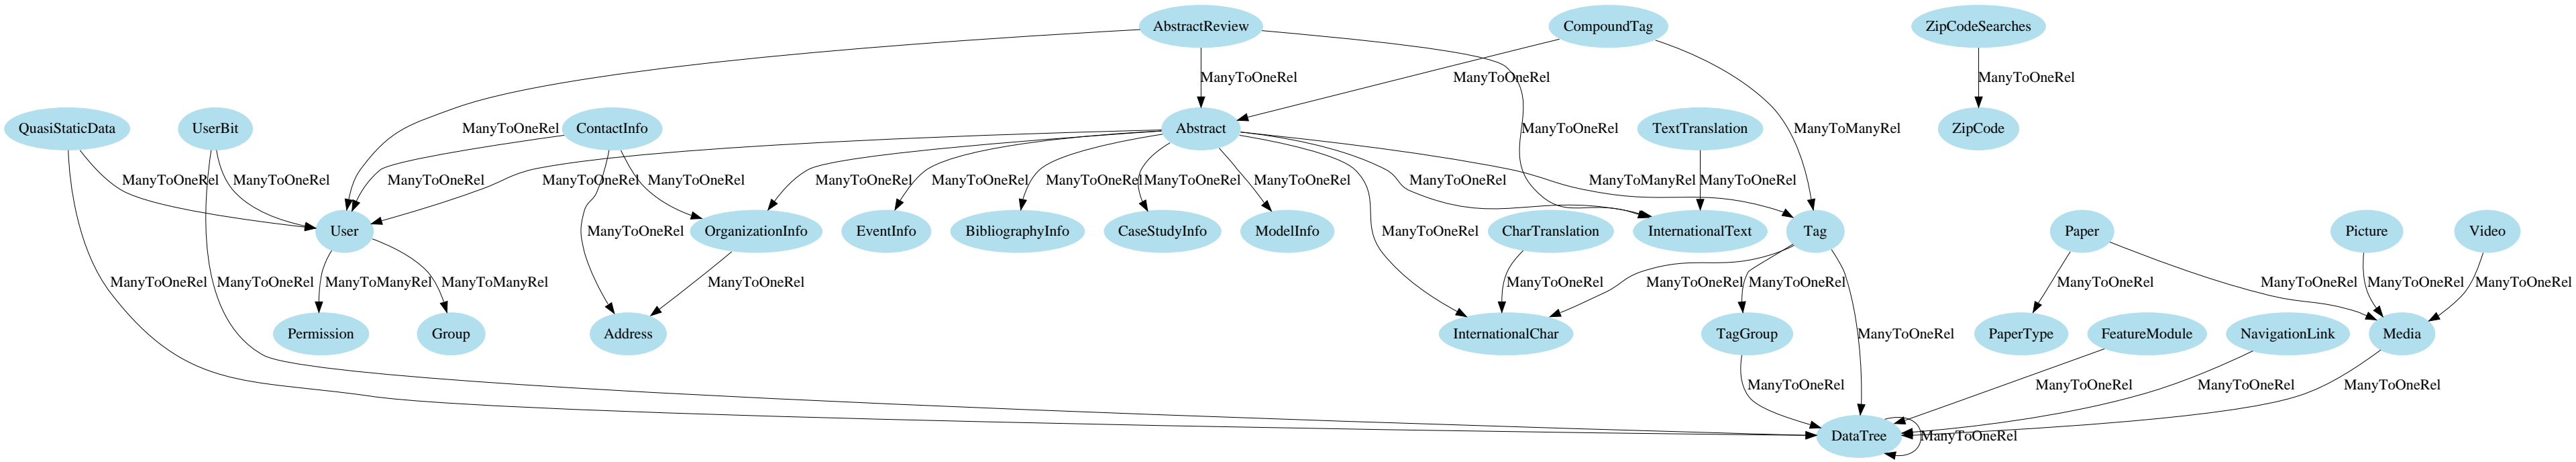 AbstractReview
CompoundTag
ZipCodeSearches
ManyToOneRel
ManyToOneRel
ManyToOneRel
QuasiStaticData
UserBit
ManyToOneRel
ContactInfo
Abstract
ManyToOneRel
TextTranslation
ManyToManyRel
ZipCode
ManyToOneRel
ManyToOneRel
ManyToOneRel
ManyToOneRel
ManyToOneRel
ManyToOneRel
ManyToOneRel
ManyToOneRel
ManyToOneRel
ManyToOneRel
ManyToOneRel
ManyToManyRel
ManyToOneRel
User
ManyToOneRel
OrganizationInfo
EventInfo
BibliographyInfo
CaseStudyInfo
ModelInfo
ManyToOneRel
CharTranslation
InternationalText
Tag
Paper
Picture
Video
ManyToOneRel
ManyToOneRel
ManyToManyRel
ManyToManyRel
ManyToOneRel
ManyToOneRel
ManyToOneRel
ManyToOneRel
ManyToOneRel
ManyToOneRel
ManyToOneRel
ManyToOneRel
Permission
Group
Address
InternationalChar
TagGroup
ManyToOneRel
PaperType
FeatureModule
NavigationLink
Media
ManyToOneRel
ManyToOneRel
ManyToOneRel
ManyToOneRel
DataTree
ManyToOneRel